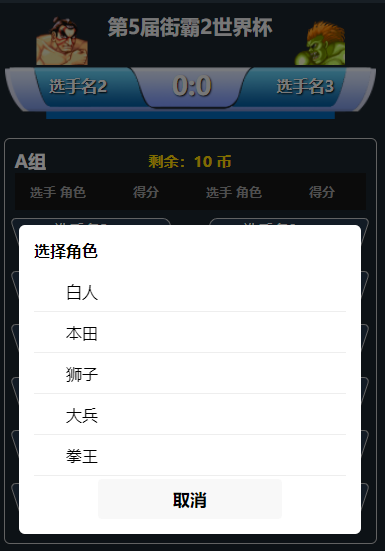 第5届街霸2世界杯
选手名2 0:0 选手名3
A组 剩余：10 币
选手 角色 得分 选手 角色 得分
选择角色
白人
本田
狮子
大兵
拳王
取消